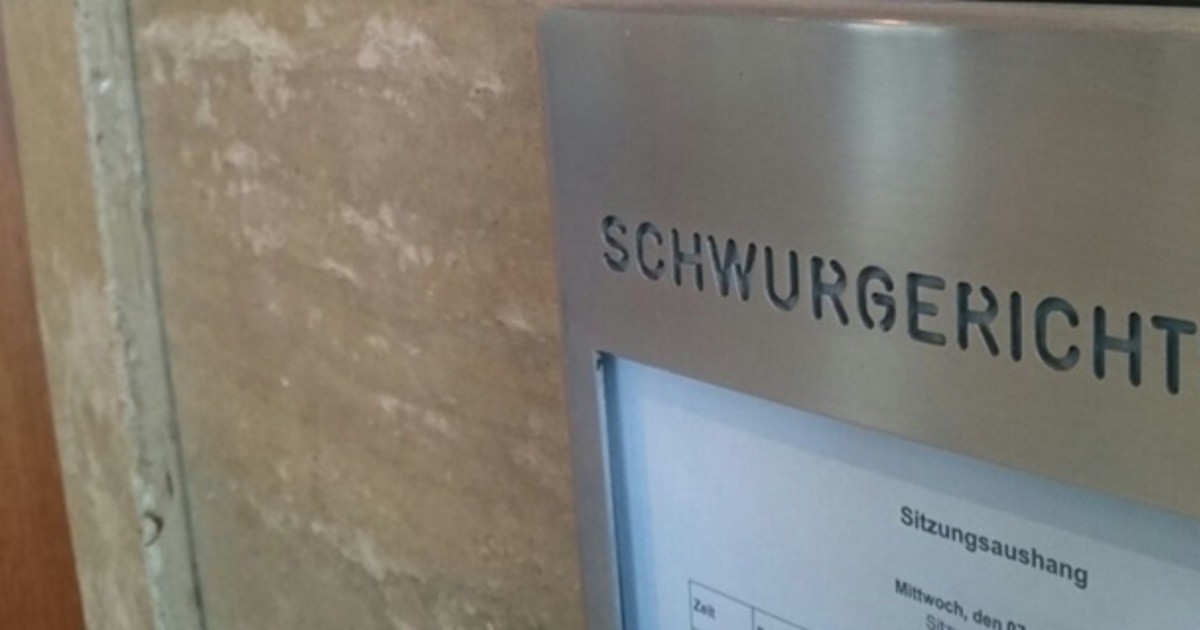 SCHWURGERICHT
Sitzungsaushang
Mittwoch, den
Zeit